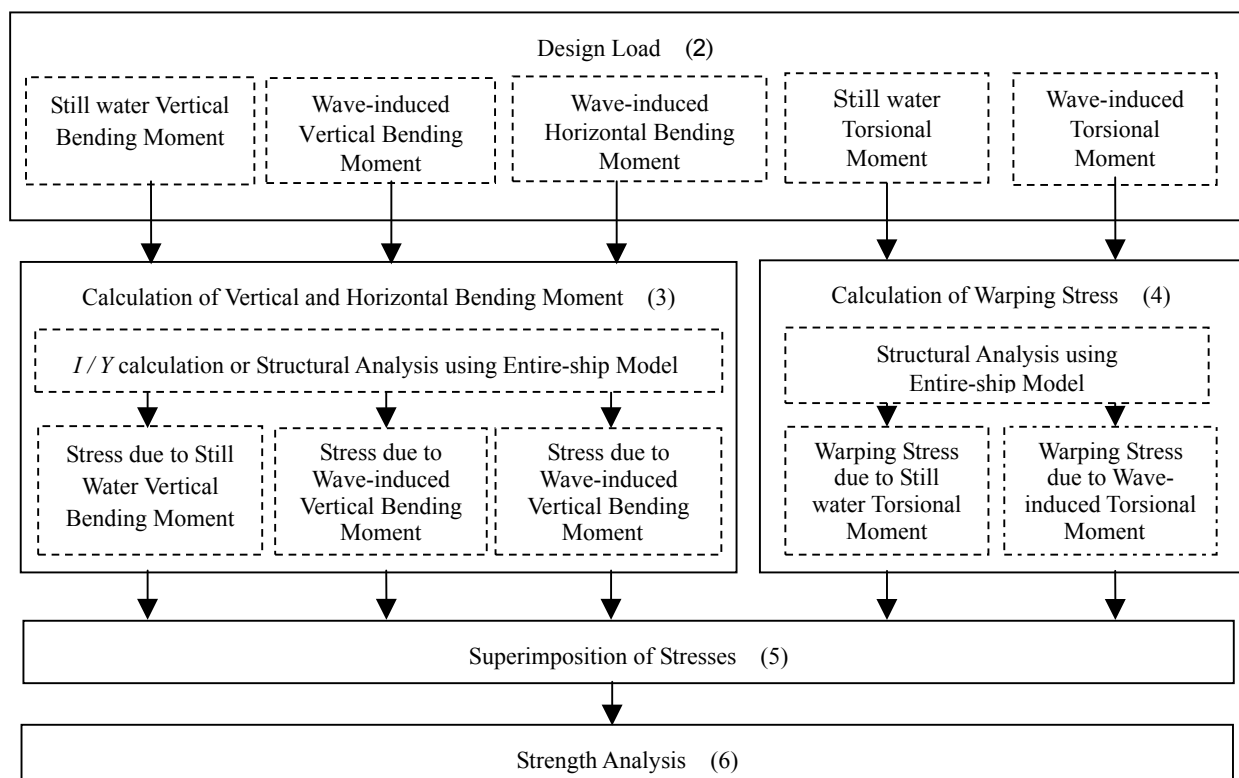 Design Load (2)
Still water Vertical
Bending Moment
Wave-induced
Vertical Bending
Moment
Wave-induced
Horizontal Bending
Moment
Still water
Torsional
Moment
Wave-induced
Torsional
Moment
Calculation of Vertical and Horizontal Bending Moment (3)
I / Y calculation or Structural Analysis using Entire-ship Model
Stress due to Still
Water Vertical
Bending Moment
Stress due to
Wave-induced
Vertical Bending
Moment
Stress due to
Wave-induced
Vertical Bending
Moment
Calculation of Warping Stress (4)
Structural Analysis using
Entire-ship Model
Warping Stress
due to Still
water Torsional
Moment
Warping Stress
due to Wave-
induced Torsional
Moment
Superimposition of Stresses (5)
Strength Analysis (6)